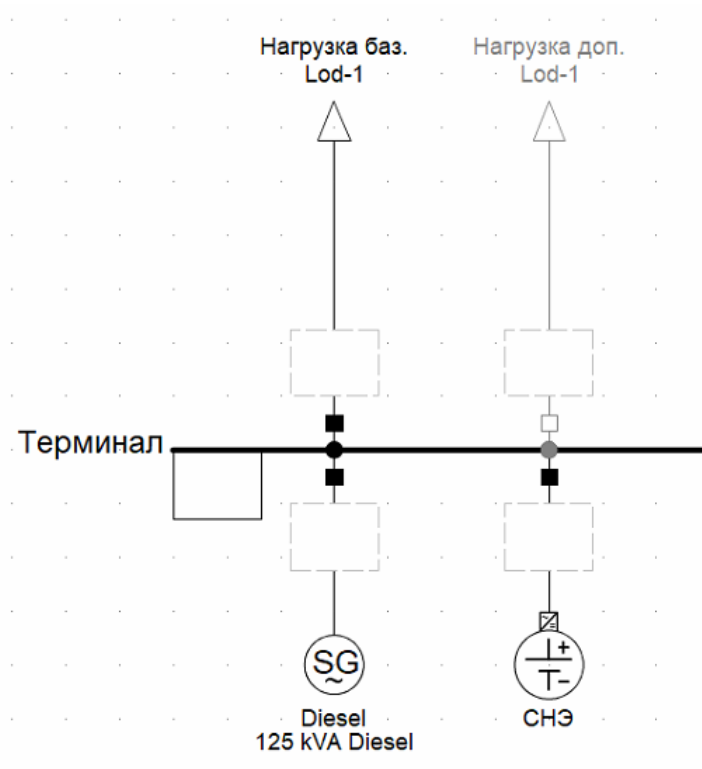 Нагрузка баз.
Lod-1
Нагрузка доп.
Lod-1
Терминал
SG
~
Diesel
125 kVA Diesel
СНЭ